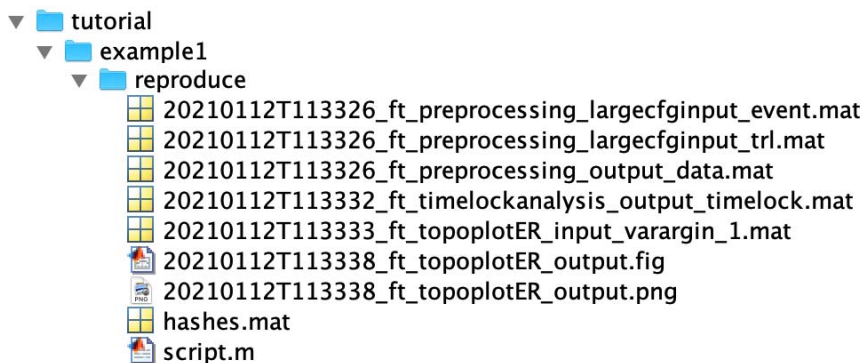 tutorial
example1
reproduce
20210112T113326_ft_preprocessing_largecfginput_event.mat
20210112T113326_ft_preprocessing_largecfginput_trl.mat
20210112T113326_ft_preprocessing_output_data.mat
20210112T113332_ft_timelockanalysis_output_timelock.mat
20210112T113333_ft_topoplotER_input_varargin_1.mat
20210112T113338_ft_topoplotER_output.fig
20210112T113338_ft_topoplotER_output.png
hashes.mat
script.m